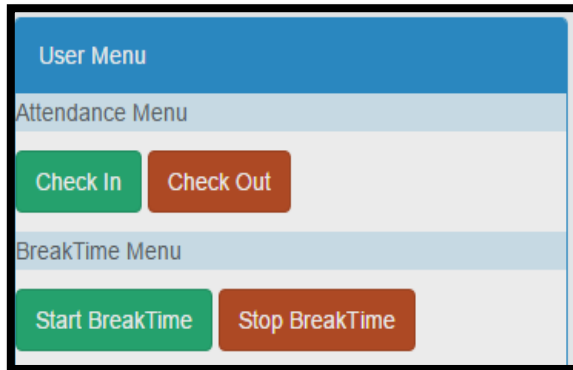 User Menu
Attendance Menu
Check In Check Out
BreakTime Menu
Start BreakTime Stop BreakTime